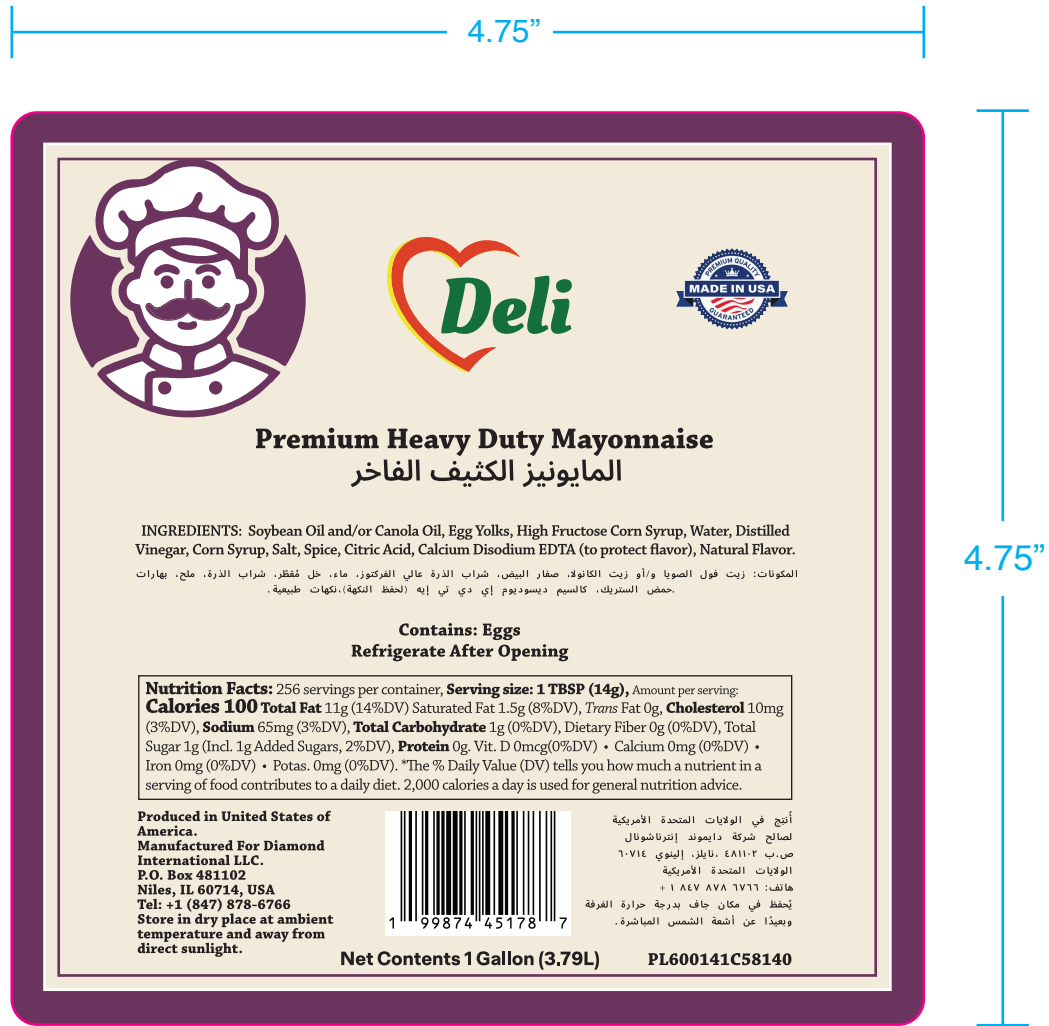 4.75”
Deli
PREMIUM QUALITY
MADE IN USA
GUARANTEED
Premium Heavy Duty Mayonnaise
المايونيز الكثيف الفاخر
INGREDIENTS: Soybean Oil and/or Canola Oil, Egg Yolks, High Fructose Corn Syrup, Water, Distilled
Vinegar, Corn Syrup, Salt, Spice, Citric Acid, Calcium Disodium EDTA (to protect flavor), Natural Flavor.
المكونات: زيت فول الصويا و/أو زيت الكانولا، صفار البيض، شراب الذرة عالي الفركتوز، ماء، خل مُقطّر، شراب الذرة، ملح، بهارات
.حمض الستريك، كالسيم ديسوديوم إي دي تي إيه (لحفظ النكهة)،نكهات طبيعية.
Contains: Eggs
Refrigerate After Opening
Nutrition Facts: 256 servings per container, Serving size: 1 TBSP (14g), Amount per serving:
Calories 100 Total Fat 11g (14%DV) Saturated Fat 1.5g (8%DV), Trans Fat 0g, Cholesterol 10mg
(3%DV), Sodium 65mg (3%DV), Total Carbohydrate 1g (0%DV), Dietary Fiber 0g (0%DV), Total
Sugar 1g (Incl. 1g Added Sugars, 2%DV), Protein 0g. Vit. D 0mcg(0%DV) • Calcium 0mg (0%DV) •
Iron 0mg (0%DV) • Potas. 0mg (0%DV). *The % Daily Value (DV) tells you how much a nutrient in a
serving of food contributes to a daily diet. 2,000 calories a day is used for general nutrition advice.
Produced in United States of
America.
Manufactured For Diamond
International LLC.
P.O. Box 481102
Niles, IL 60714, USA
Tel: +1 (847) 878-6766
Store in dry place at ambient
temperature and away from
direct sunlight.
1 99874 45178 7
أُنتِج في الولايات المتحدة الأمريكية
لصالح شركة دايموند إنترناشونال
ص.ب ٤٨١١٠٢ ،نايلز، إلينوي ٦٠٧١٤
الولايات المتحدة الأمريكية
هاتف: ٦٧٦٦ ٨٧٨ ٨٤٧ ١ +
يُحفظ في مكان جاف بدرجة حرارة الغرفة
وبعيدًا عن أشعة الشمس المباشرة.
Net Contents 1 Gallon (3.79L)
PL600141C58140
4.75”